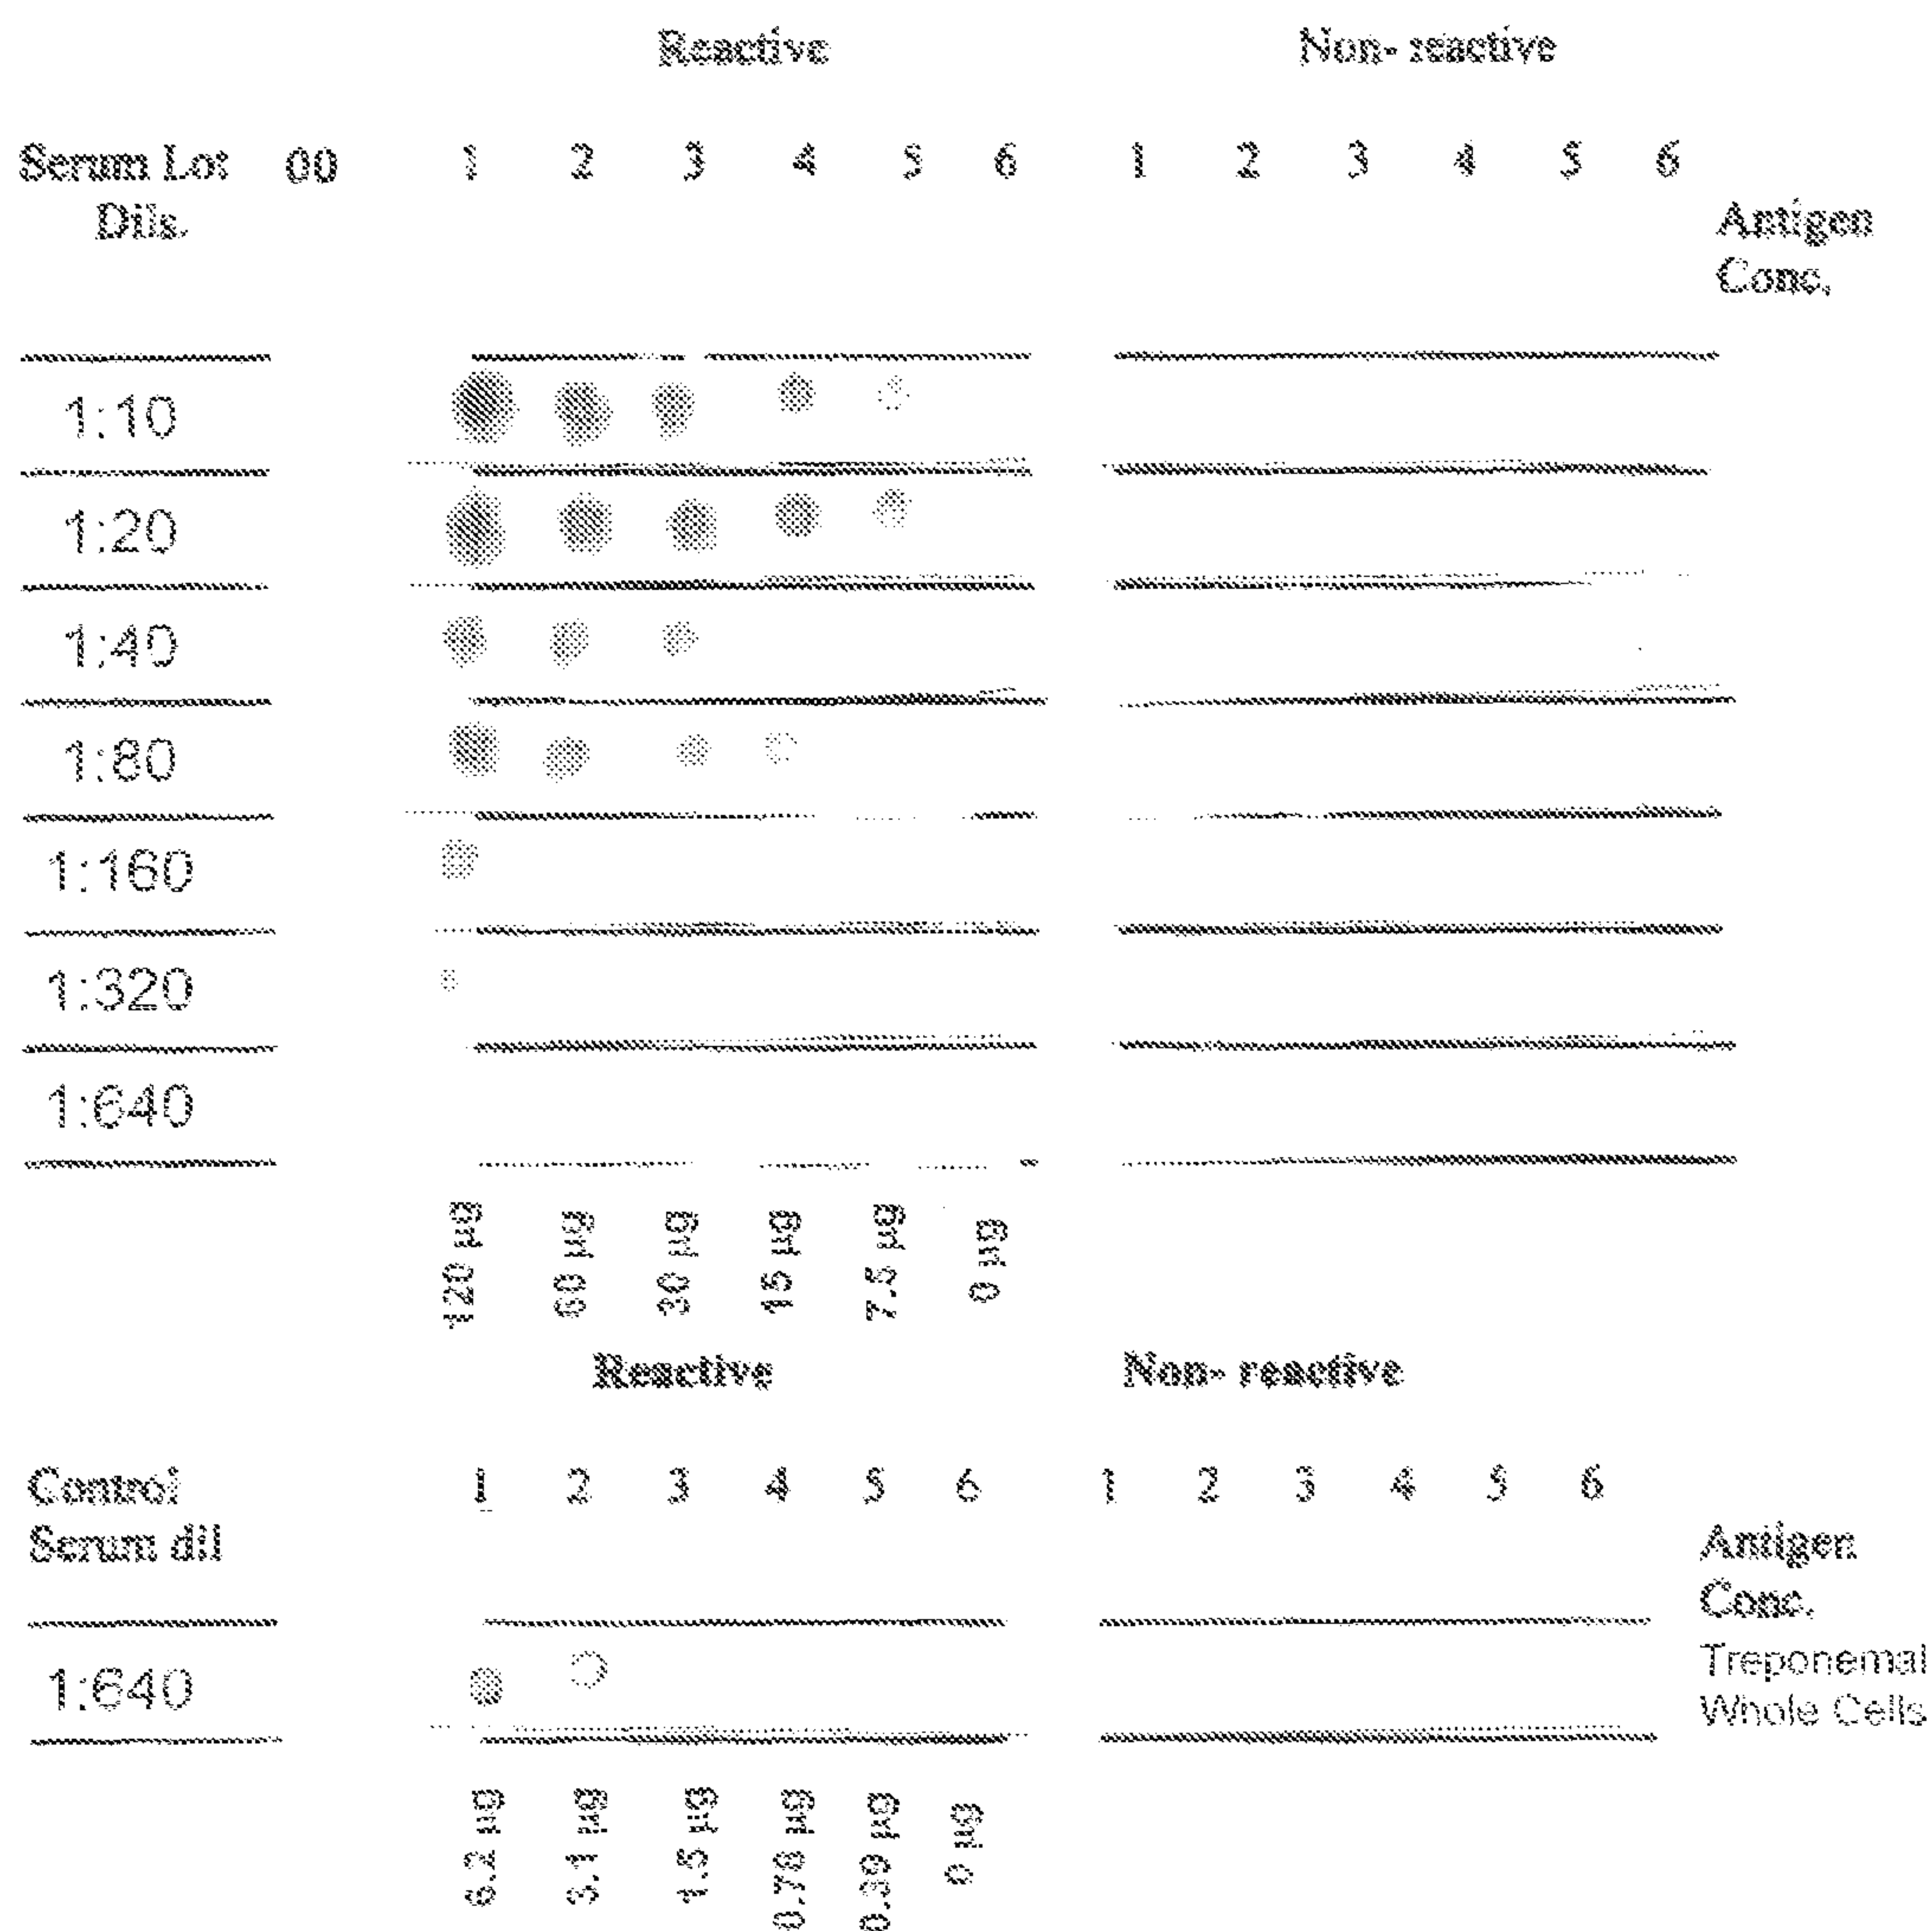 Reactive Non- reactive
Serum Lot 00 1 2 3 4 5 6 1 2 3 4 5 6
Dils.
Antigen
Conc.
1:10
1:20
1:40
1:80
1:160
1:320
1:640
120 µg 60 µg 30 µg 15 µg 7.5 µg 0 µg
Reactive Non- reactive
Control 1 2 3 4 5 6 1 2 3 4 5 6
Serum dil
Antigen
Conc.
1:640
Treponemal
Whole Cells
6.2 µg 3.1 µg 1.5 µg 0.78 µg 0.39 µg 0 µg